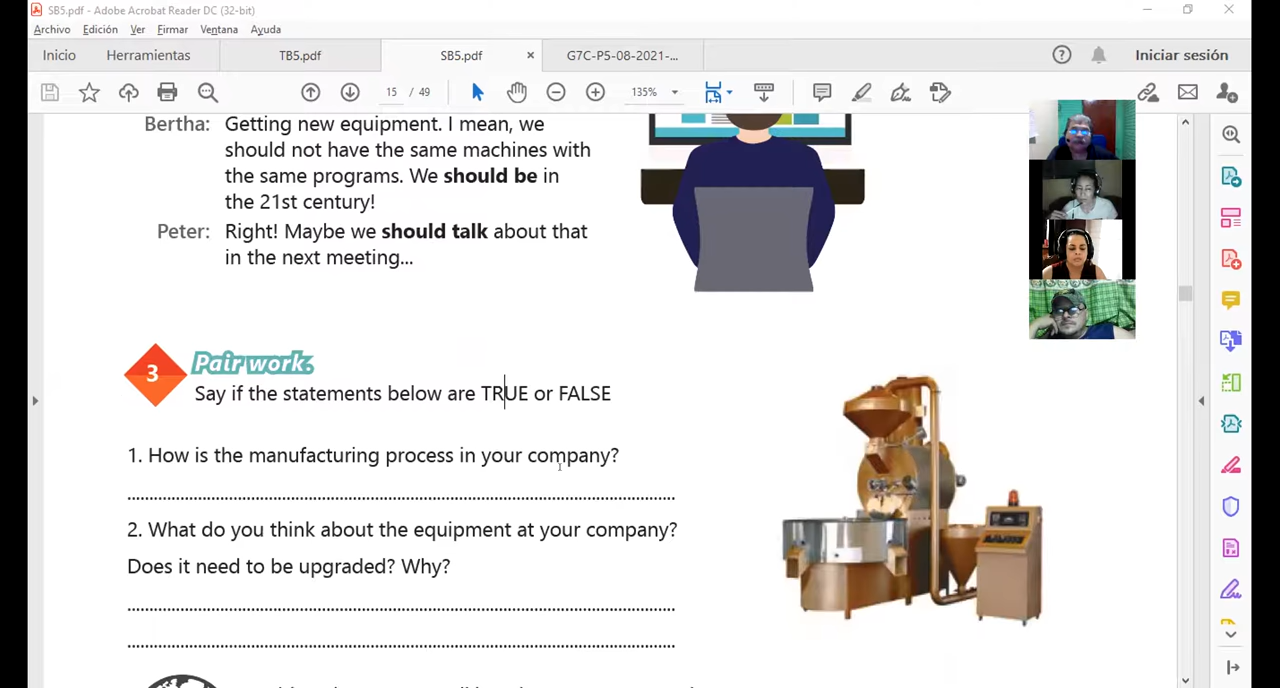 SB5.pdf - Adobe Acrobat Reader DC (32-bit)
Archivo Edición Ver Firmar Ventana Ayuda
Inicio Herramientas TB5.pdf SB5.pdf × G7C-P5-08-2021-... Iniciar sesión
15 / 49 135%
Bertha: Getting new equipment. I mean, we
should not have the same machines with
the same programs. We should be in
the 21st century!
Peter: Right! Maybe we should talk about that
in the next meeting...
3 Pair work.
Say if the statements below are TRUE or FALSE
1. How is the manufacturing process in your company?
2. What do you think about the equipment at your company?
Does it need to be upgraded? Why?